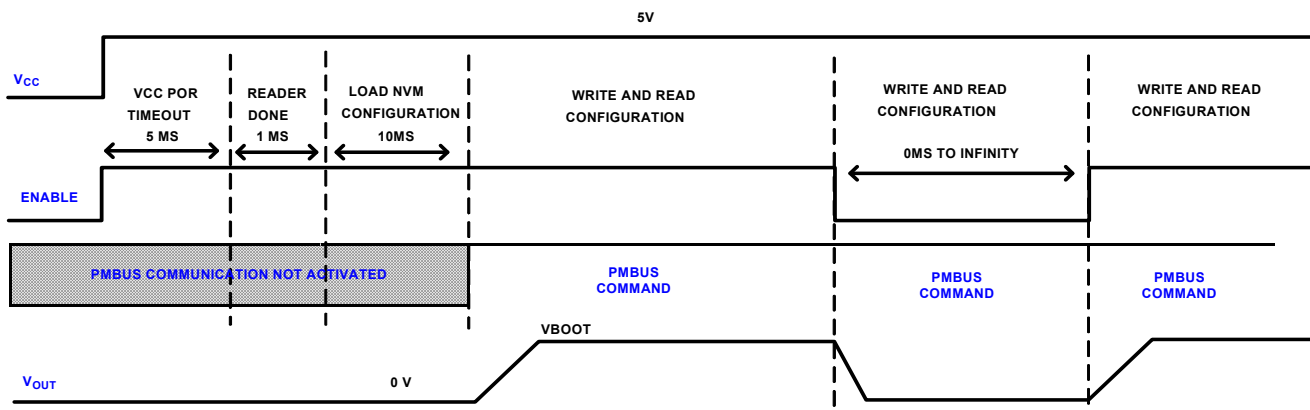 5V
VCC
VCC POR
TIMEOUT
5 MS
READER
DONE
1 MS
LOAD NVM
CONFIGURATION
10MS
WRITE AND READ
CONFIGURATION
WRITE AND READ
CONFIGURATION
WRITE AND READ
CONFIGURATION
0MS TO INFINITY
ENABLE
PMBUS COMMUNICATION NOT ACTIVATED
PMBUS
COMMAND
PMBUS
COMMAND
PMBUS
COMMAND
VBOOT
VOUT
0 V